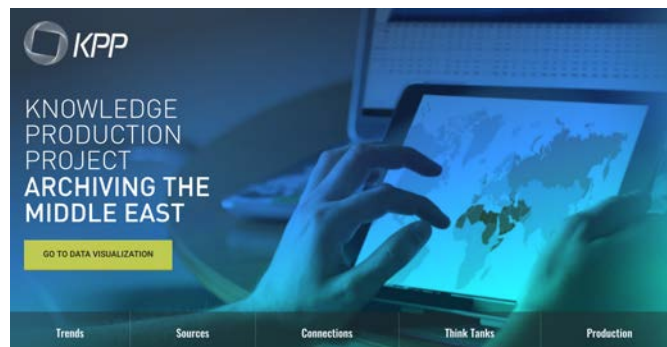 KPP
KNOWLEDGE
PRODUCTION
PROJECT
ARCHIVING THE
MIDDLE EAST
GO TO DATA VISUALIZATION
Trends
Sources
Connections
Think Tanks
Production